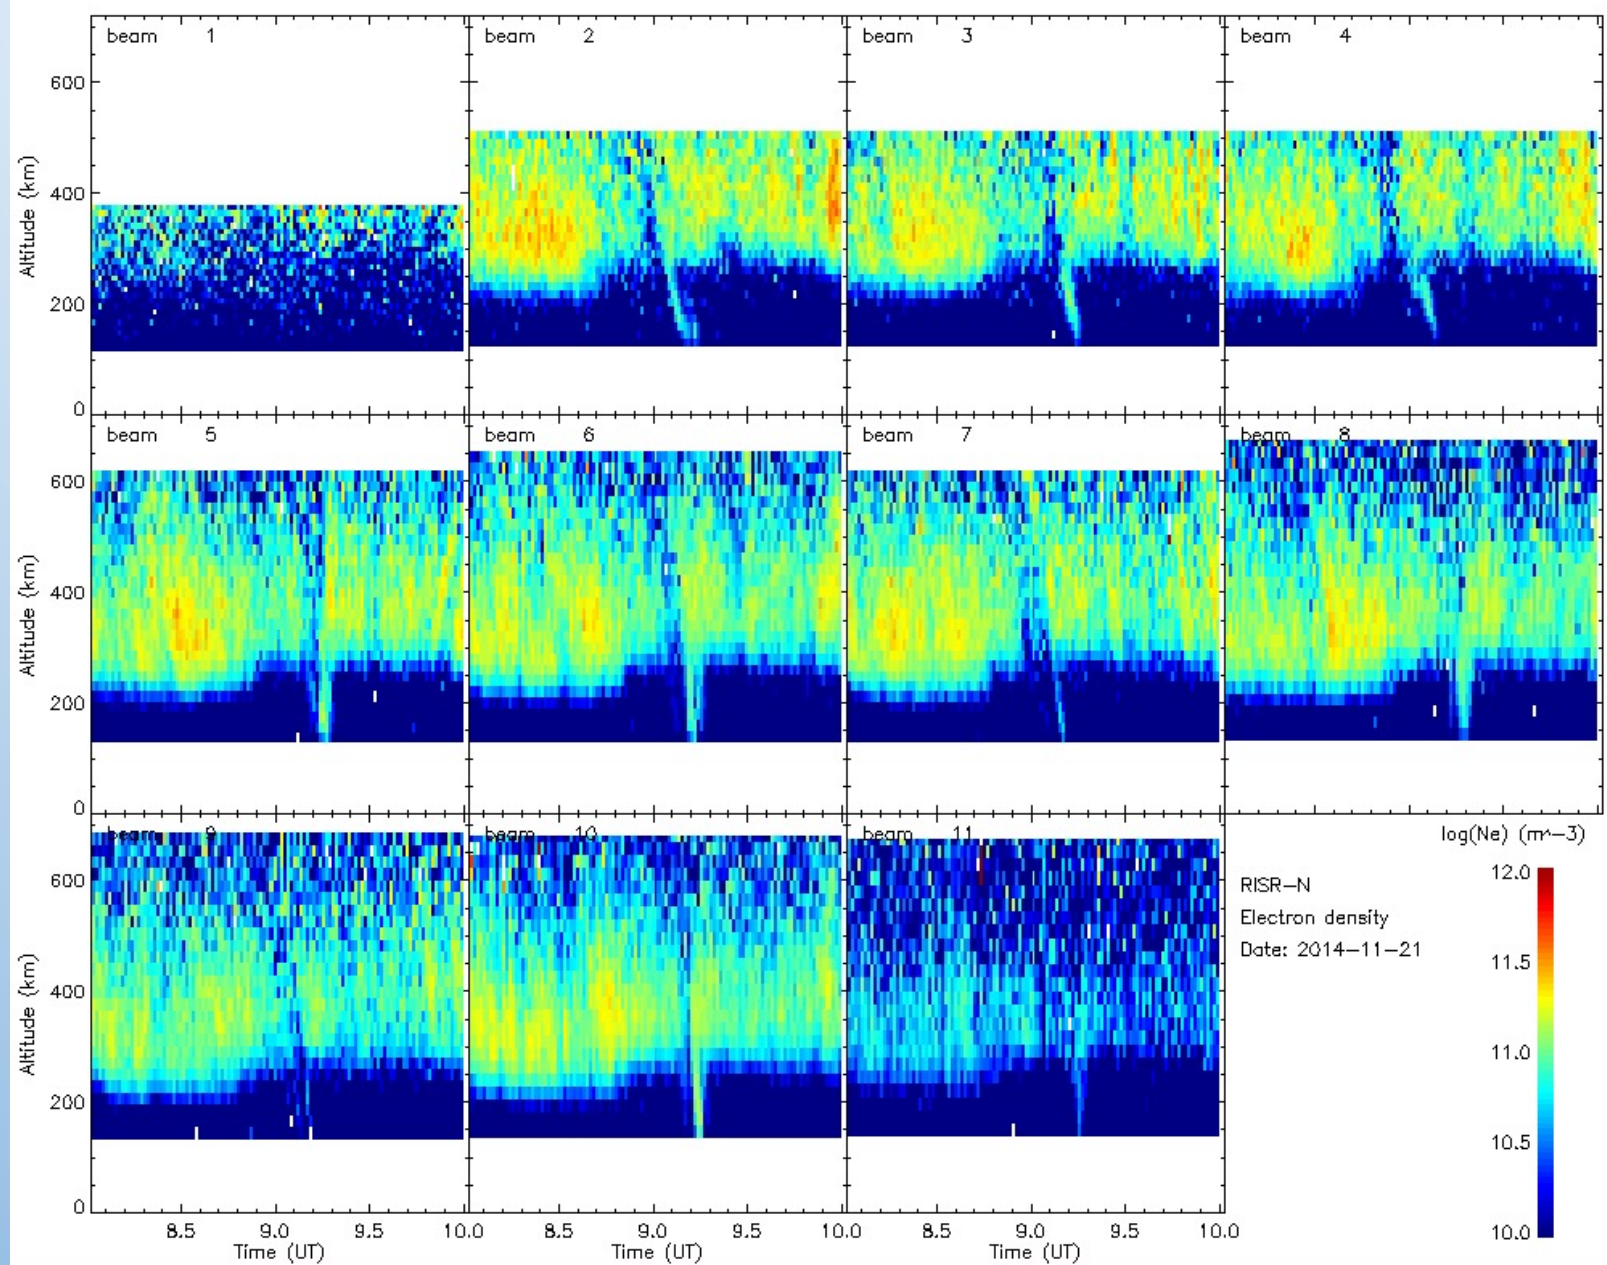 beam 1
beam 2
beam 3
beam 4
600
400
200
0
Altitude (km)
beam 5
beam 6
beam 7
beam 8
600
400
200
0
Altitude (km)
beam 9
beam 10
beam 11
600
400
200
0
Altitude (km)
8.5 9.0 9.5 10.0 8.5 9.0 9.5 10.0 8.5 9.0 9.5 10.0
Time (UT) Time (UT) Time (UT)
log(Ne) (m^-3)
RISR-N
Electron density
Date: 2014-11-21
12.0
11.5
11.0
10.5
10.0